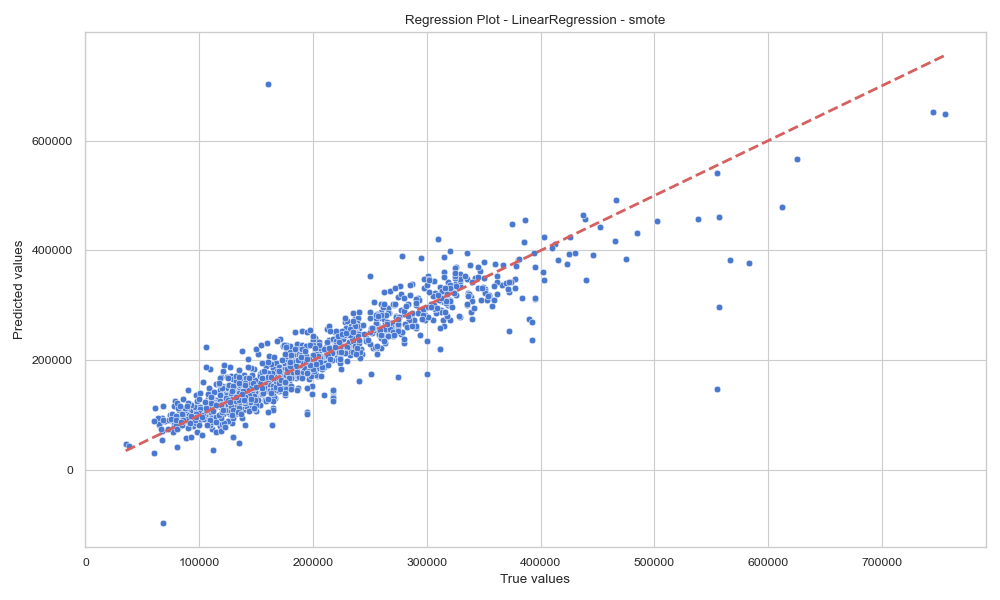 Regression Plot - LinearRegression - smote
Predicted values
600000
400000
200000
0
0 100000 200000 300000 400000 500000 600000 700000
True values